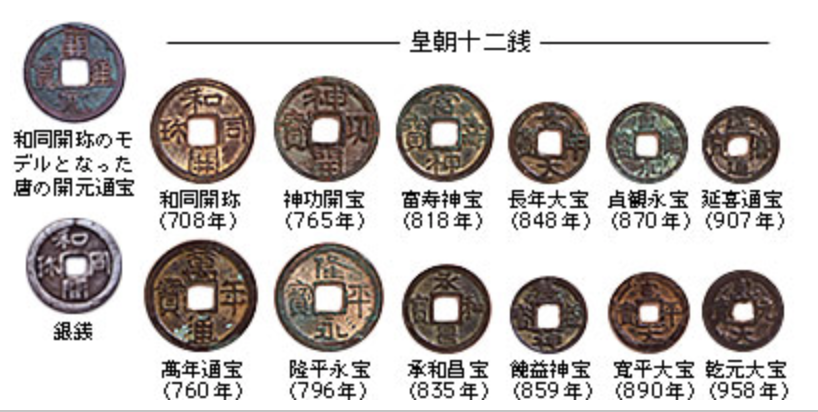 皇朝十二銭
和同開珎のモ
デルとなった
唐の開元通宝
和同開珎
(708年)
神功開宝
(765年)
富寿神宝
(818年)
長年大宝
(848年)
貞観永宝
(870年)
延喜通宝
(907年)
銀銭
萬年通宝
(760年)
隆平永宝
(796年)
承和昌宝
(835年)
饒益神宝
(859年)
寛平大宝
(890年)
乾元大宝
(958年)